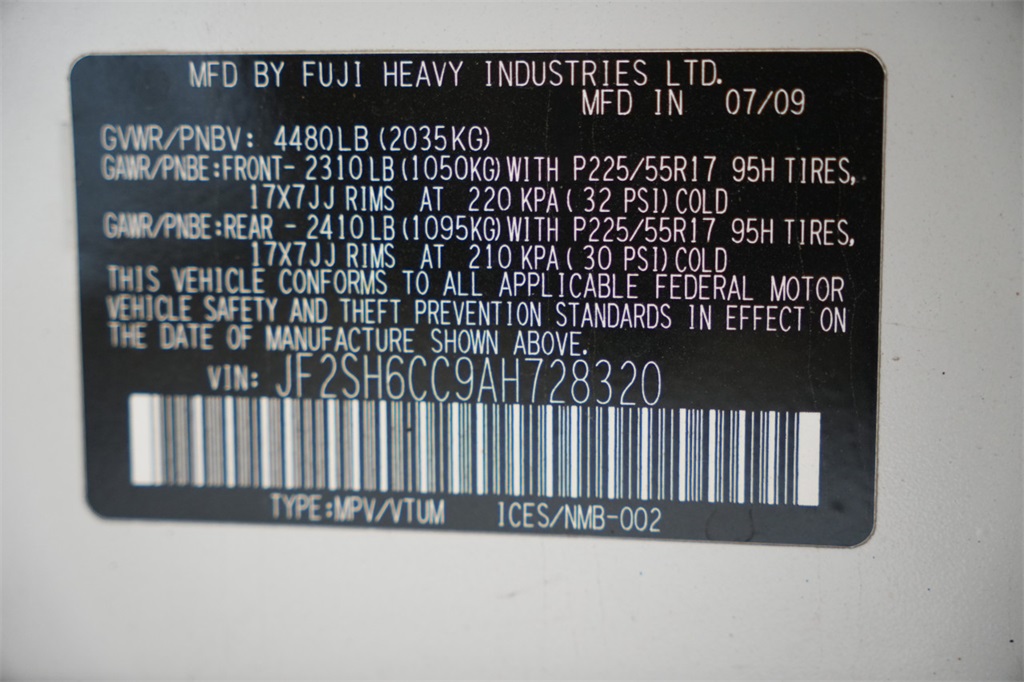 MFD BY FUJI HEAVY INDUSTRIES LTD.
MFD IN 07/09
GVWR/PNBV: 4480LB (2035KG)
GAWR/PNBE:FRONT- 2310LB(1050KG)WITH P225/55R17 95H TIRES,
17X7JJ RIMS AT 220 KPA( 32 PSI)COLD
GAWR/PNBE:REAR - 2410LB(1095KG)WITH P225/55R17 95H TIRES,
17X7JJ RIMS AT 210 KPA( 30 PSI)COLD
THIS VEHICLE CONFORMS TO ALL APPLICABLE FEDERAL MOTOR
VEHICLE SAFETY AND THEFT PREVENTION STANDARDS IN EFFECT ON
THE DATE OF MANUFACTURE SHOWN ABOVE.
VIN: JF2SH6CC9AH728320
TYPE:MPV/VTUM ICES/NMB-002